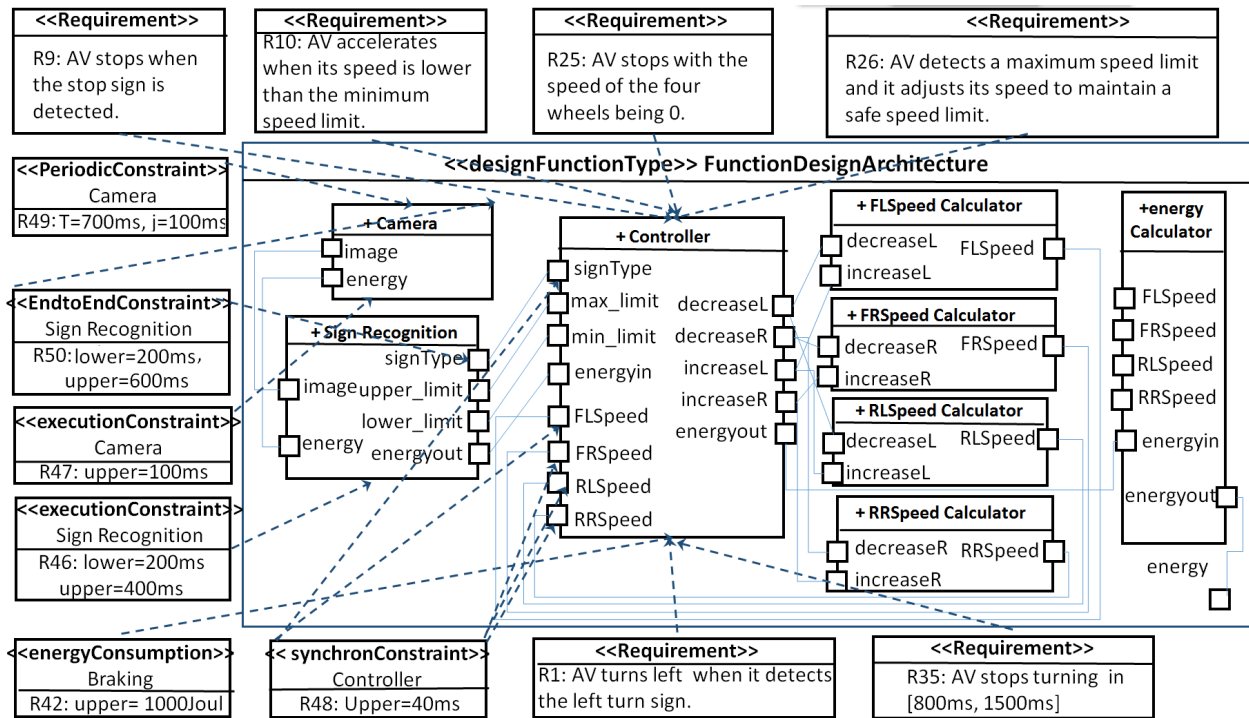 <<Requirement>>
R9: AV stops when
the stop sign is
detected.
<<Requirement>>
R10: AV accelerates
when its speed is lower
than the minimum
speed limit.
<<Requirement>>
R25: AV stops with the
speed of the four
wheels being 0.
<<Requirement>>
R26: AV detects a maximum speed limit
and it adjusts its speed to maintain a
safe speed limit.
<<PeriodicConstraint>>
Camera
R49: T=700ms, j=100ms
<<EndtoEndConstraint>>
Sign Recognition
R50: lower=200ms,
upper=600ms
<<executionConstraint>>
Camera
R47: upper=100ms
<<executionConstraint>>
Sign Recognition
R46: lower=200ms
upper=400ms
<<designFunctionType>> FunctionDesignArchitecture
+ Camera
image
energy
+ Sign Recognition
signType
image
upper_limit
lower_limit
energy
energyout
+ Controller
signType
max_limit
min_limit
energyin
FLSpeed
FRSpeed
RLSpeed
RRSpeed
decreaseL
decreaseR
increaseL
increaseR
energyout
+ FLSpeed Calculator
decreaseL
FLSpeed
increaseL
+ FRSpeed Calculator
decreaseR
FRSpeed
increaseR
+ RLSpeed Calculator
decreaseL
RLSpeed
increaseL
+ RRSpeed Calculator
decreaseR
RRSpeed
increaseR
+energy
Calculator
FLSpeed
FRSpeed
RLSpeed
RRSpeed
energyin
energyout
energy
<<energyConsumption>>
Braking
R42: upper= 1000Joul
<< synchronConstraint>>
Controller
R48: Upper=40ms
<<Requirement>>
R1: AV turns left when it detects
the left turn sign.
<<Requirement>>
R35: AV stops turning in
[800ms, 1500ms]